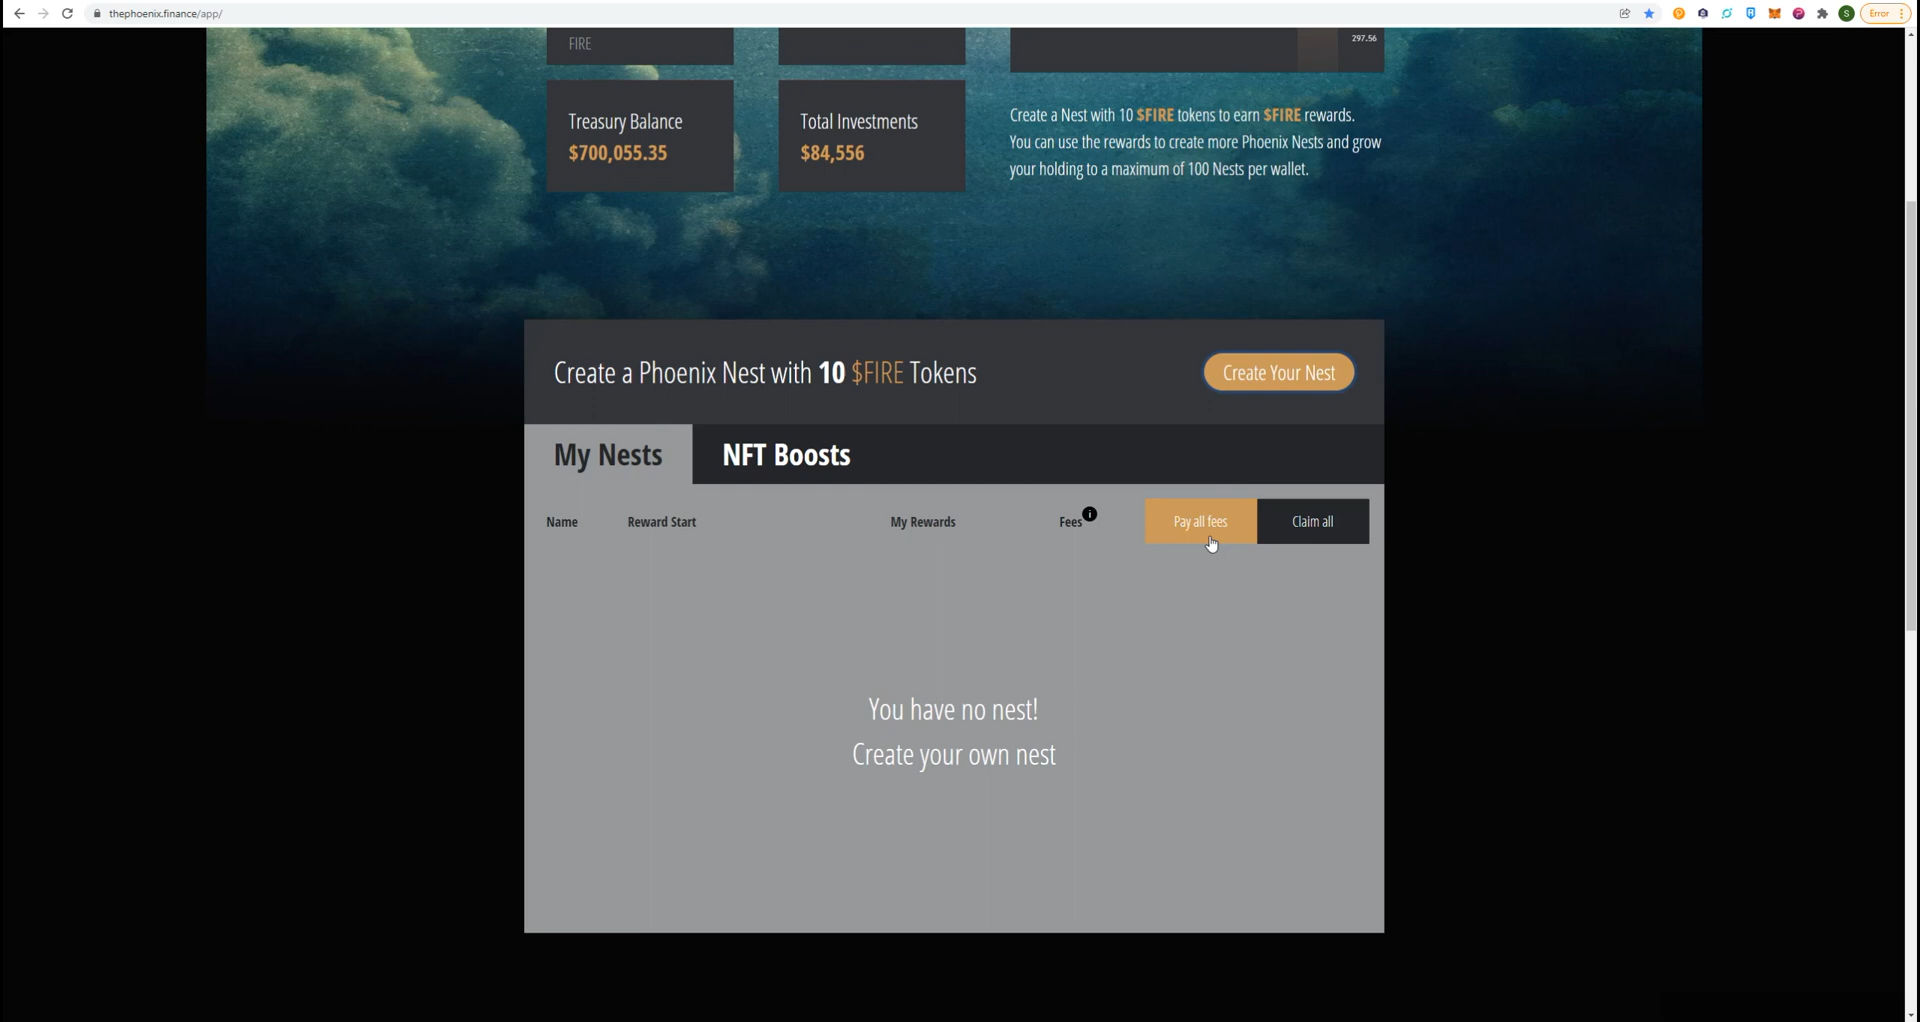 thephoenix.finance/app/
S
Error
FIRE
297.56
Treasury Balance
$700,055.35
Total Investments
$84,556
Create a Nest with 10 $FIRE tokens to earn $FIRE rewards.
You can use the rewards to create more Phoenix Nests and grow
your holding to a maximum of 100 Nests per wallet.
Create a Phoenix Nest with 10 $FIRE Tokens
Create Your Nest
My Nests
NFT Boosts
Name
Reward Start
My Rewards
Fees
i
Pay all fees
Claim all
You have no nest!
Create your own nest